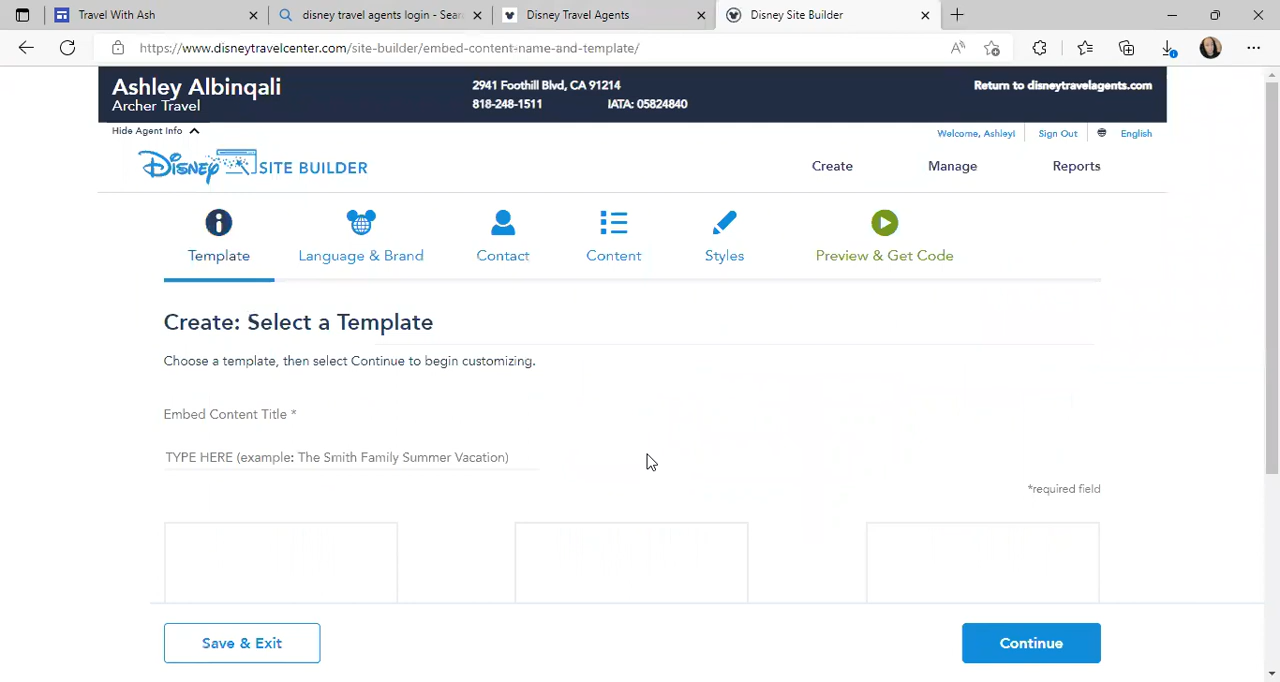 Travel With Ash
disney travel agents login - Sear
Disney Travel Agents
Disney Site Builder
https://www.disneytravelcenter.com/site-builder/embed-content-name-and-template/
Ashley Albinqali
Archer Travel
2941 Foothill Blvd, CA 91214
818-248-1511 IATA: 05824840
Return to disneytravelagents.com
Hide Agent Info
Welcome, Ashley!
Sign Out
English
Disney SITE BUILDER
Create
Manage
Reports
Template
Language & Brand
Contact
Content
Styles
Preview & Get Code
Create: Select a Template
Choose a template, then select Continue to begin customizing.
Embed Content Title *
TYPE HERE (example: The Smith Family Summer Vacation)
*required field
Save & Exit
Continue